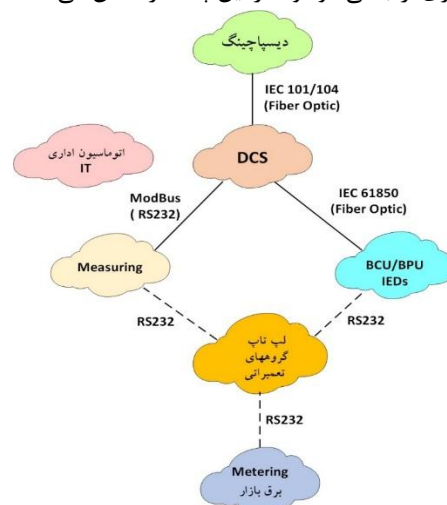 دیسپاچینگ
IEC 101/104
(Fiber Optic)
اتوماسیون اداری
IT
DCS
ModBus
( RS232)
IEC 61850
(Fiber Optic)
Measuring
BCU/BPU
IEDs
RS232
RS232
لپ تاپ
گروههای
تعمیراتی
RS232
Metering
برق بازار